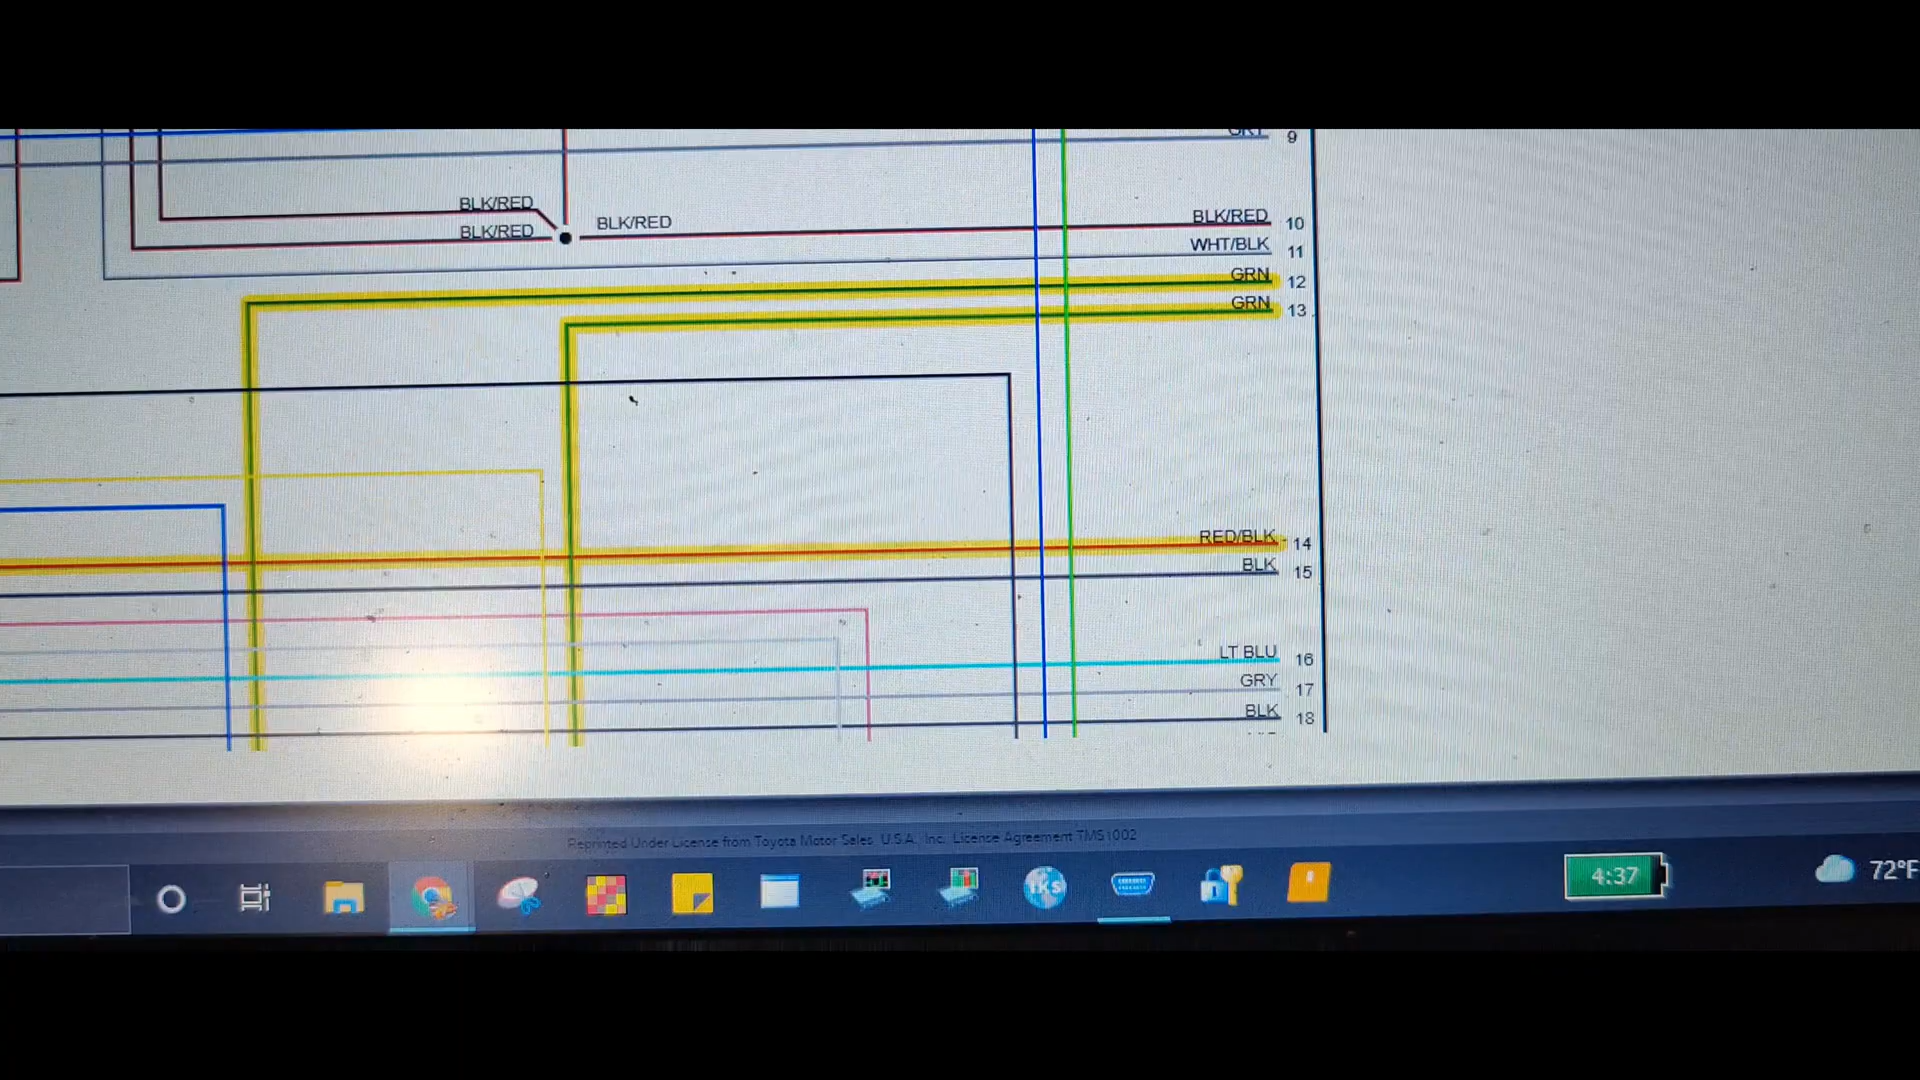 GRY 9
BLK/RED
BLK/RED
BLK/RED
BLK/RED 10
WHT/BLK 11
GRN 12
GRN 13
RED/BLK 14
BLK 15
LT BLU 16
GRY 17
BLK 18
Reprinted Under License from Toyota Motor Sales, U.S.A., Inc. License Agreement TMS1002
TKS
4:37
72°F